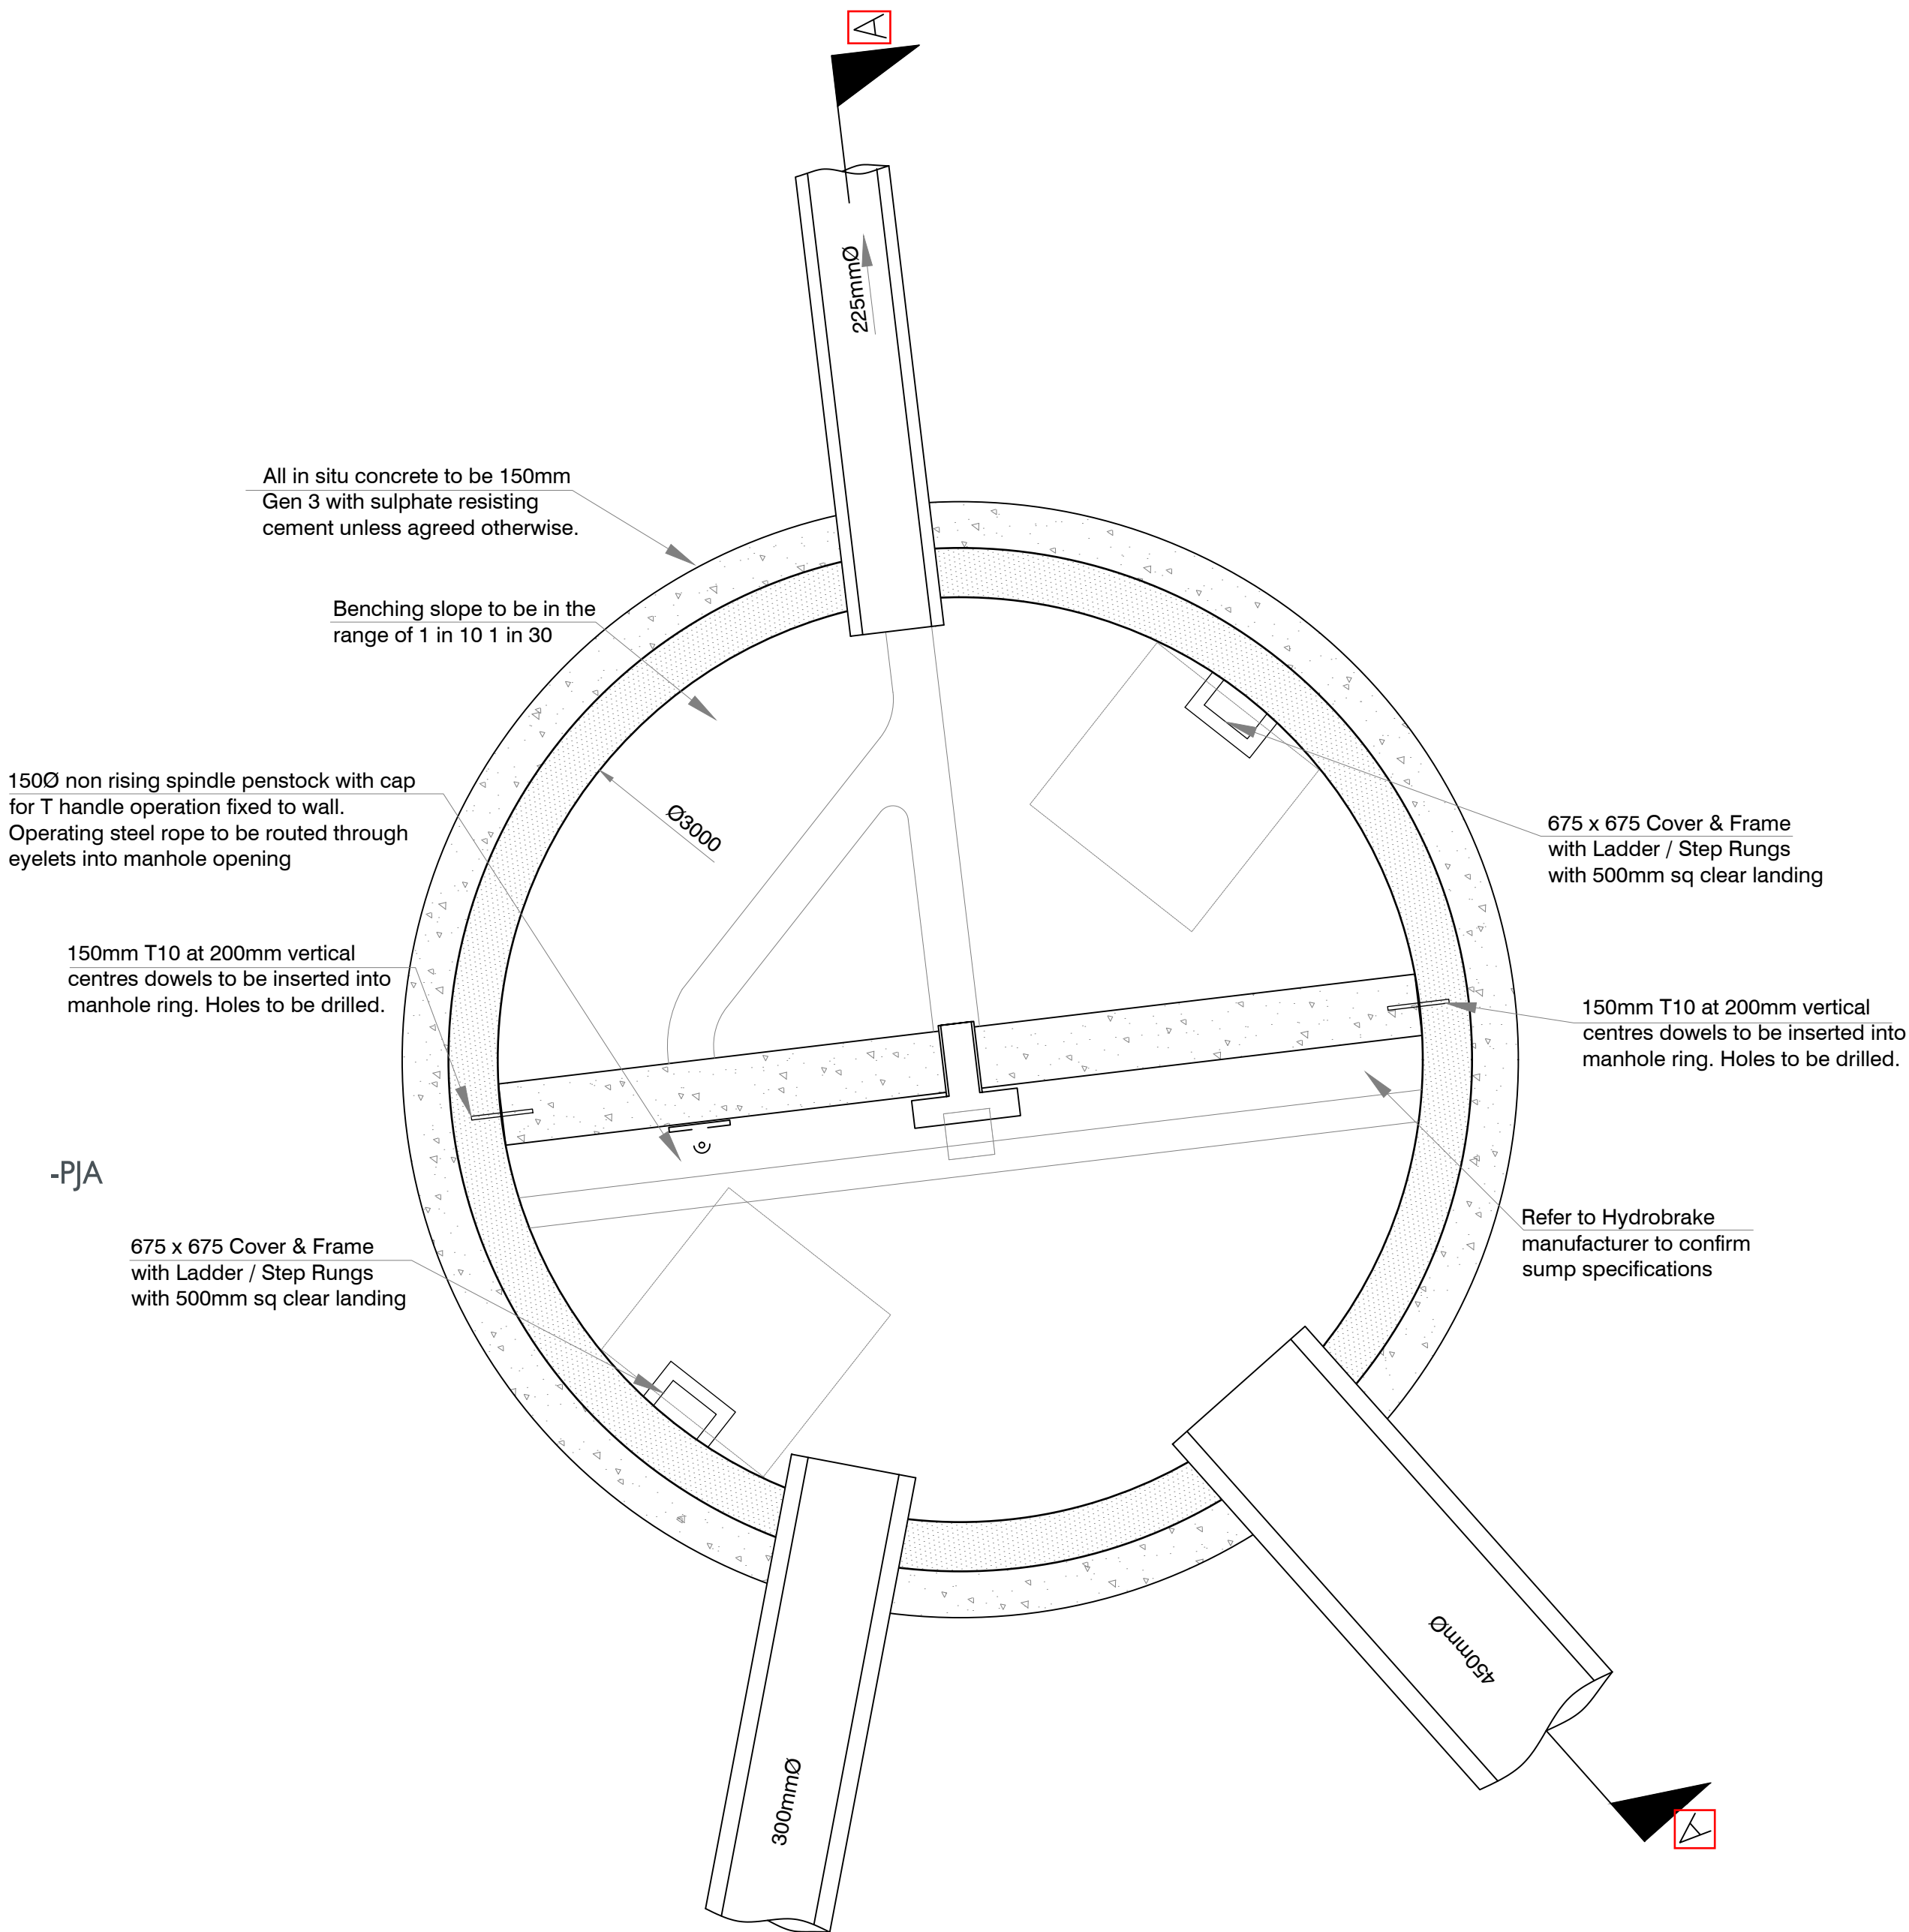 A
225mmØ
All in situ concrete to be 150mm
Gen 3 with sulphate resisting
cement unless agreed otherwise.
Benching slope to be in the
range of 1 in 10 1 in 30
150Ø non rising spindle penstock with cap
for T handle operation fixed to wall.
Operating steel rope to be routed through
eyelets into manhole opening
Ø3000
675 x 675 Cover & Frame
with Ladder / Step Rungs
with 500mm sq clear landing
150mm T10 at 200mm vertical
centres dowels to be inserted into
manhole ring. Holes to be drilled.
150mm T10 at 200mm vertical
centres dowels to be inserted into
manhole ring. Holes to be drilled.
-PJA
Refer to Hydrobrake
manufacturer to confirm
sump specifications
675 x 675 Cover & Frame
with Ladder / Step Rungs
with 500mm sq clear landing
450mmØ
300mmØ
A